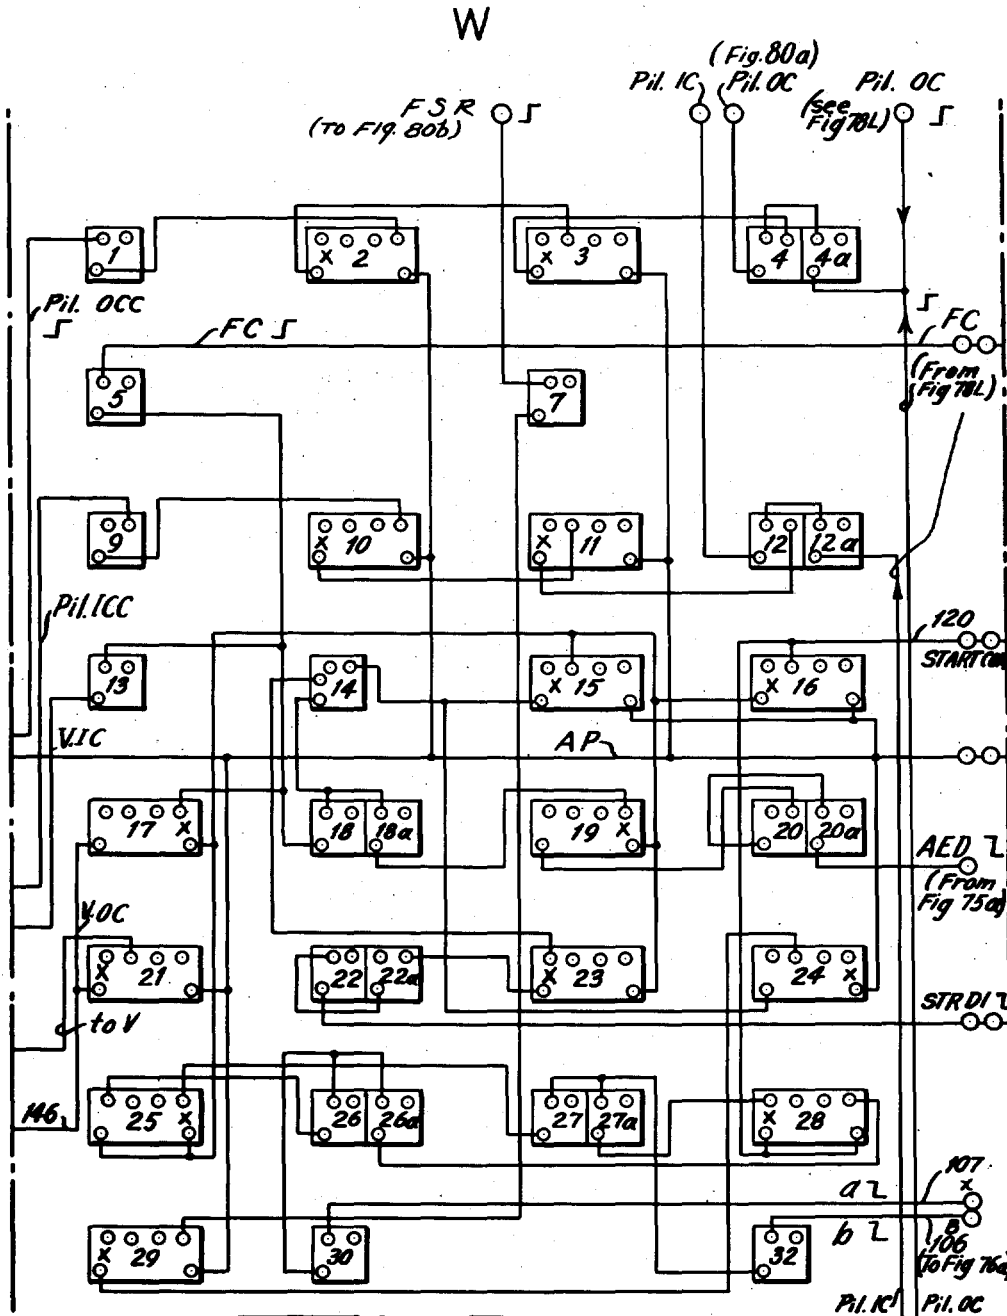 W
(Fig. 80a)
Pil. IC Pil. OC Pil. OC
FSR
(To Fig. 80b)
(see
Fig 78L)
1 X 2 X 3 4 4a
Pil. OCC
FC FC
(From
Fig 78L)
5 7
9 X 10 X 11 12 12a
Pil. ICC
120
START CON
13 14 X 15 X 16
V.IC AP
17 X 18 18a 19 X 20 20a
AED
(From
Fig 75a)
V.OC
X 21 22 22a X 23 24 X
STR DI
to V
146
25 X 26 26a 27 27a X 28
107
a X
b B
106
(To Fig 76a
X 29 30 32
Pil. IC Pil. OC